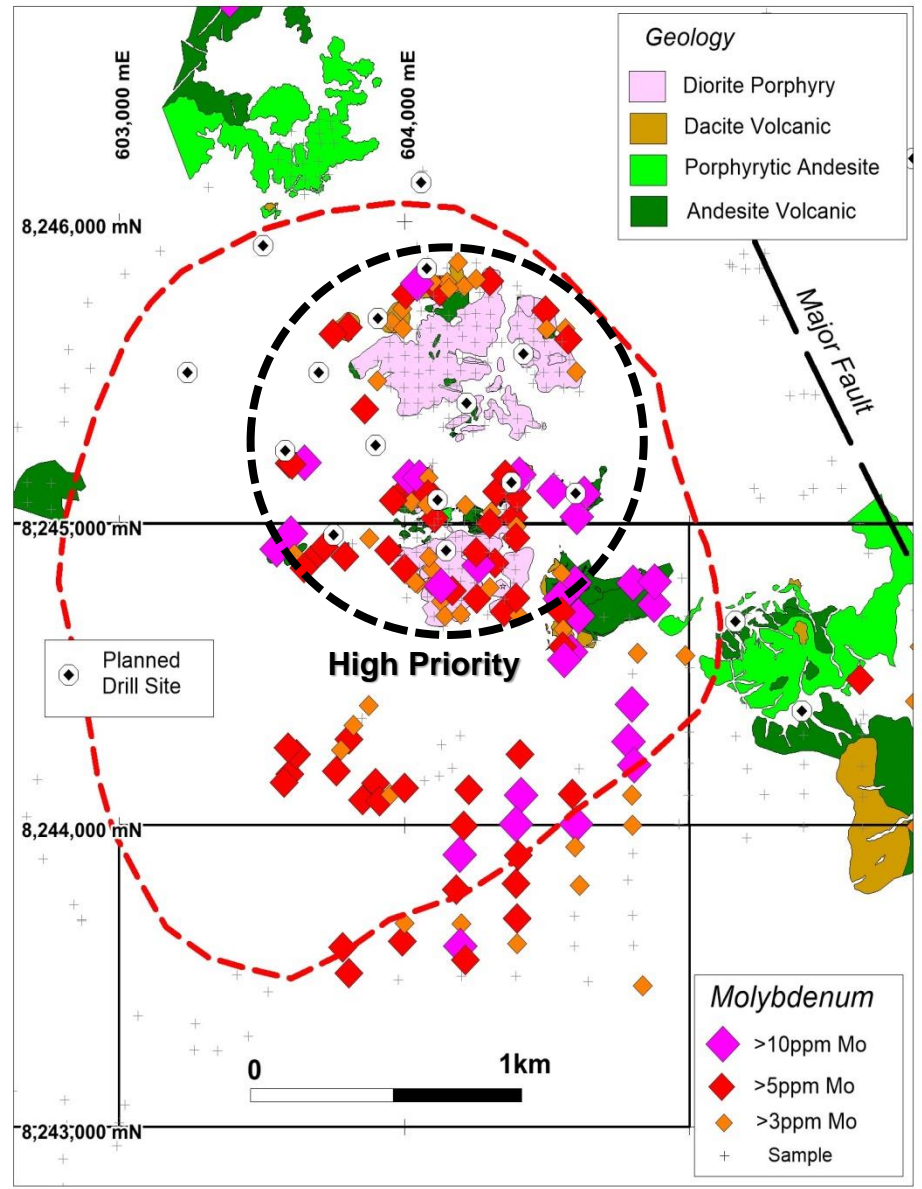 603,000 mE
604,000 mE
Geology
Diorite Porphyry
Dacite Volcanic
Porphyrytic Andesite
Andesite Volcanic
8,246,000 mN
Major Fault
8,245,000 mN
High Priority
Planned
Drill Site
8,244,000 mN
0
1km
Molybdenum
>10ppm Mo
>5ppm Mo
>3ppm Mo
Sample
8,243,000 mN